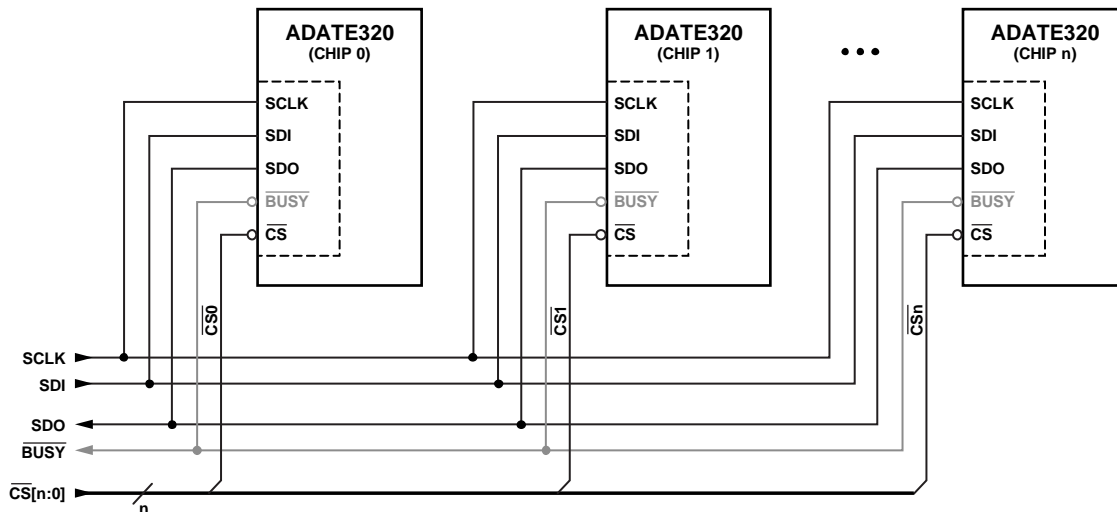 ADATE320
(CHIP 0)
SCLK
SDI
SDO
BUSY
CS
ADATE320
(CHIP 1)
SCLK
SDI
SDO
BUSY
CS
•••
ADATE320
(CHIP n)
SCLK
SDI
SDO
BUSY
CS
CS0
CS1
CSn
SCLK
SDI
SDO
BUSY
CS[n:0]
n